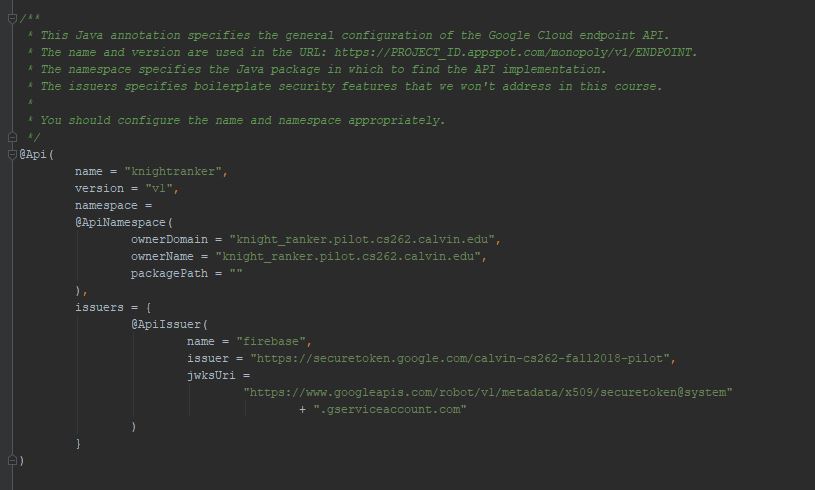 /**
 * This Java annotation specifies the general configuration of the Google Cloud endpoint API.
 * The name and version are used in the URL: https://PROJECT_ID.appspot.com/monopoly/v1/ENDPOINT.
 * The namespace specifies the Java package in which to find the API implementation.
 * The issuers specifies boilerplate security features that we won't address in this course.
 *
 * You should configure the name and namespace appropriately.
 */
@Api(
        name = "knightranker",
        version = "v1",
        namespace =
        @ApiNamespace(
                ownerDomain = "knight_ranker.pilot.cs262.calvin.edu",
                ownerName = "knight_ranker.pilot.cs262.calvin.edu",
                packagePath = ""
        ),
        issuers = {
                @ApiIssuer(
                        name = "firebase",
                        issuer = "https://securetoken.google.com/calvin-cs262-fall2018-pilot",
                        jwksUri =
                                "https://www.googleapis.com/robot/v1/metadata/x509/securetoken@system"
                                        + ".gserviceaccount.com"
                )
        }
)